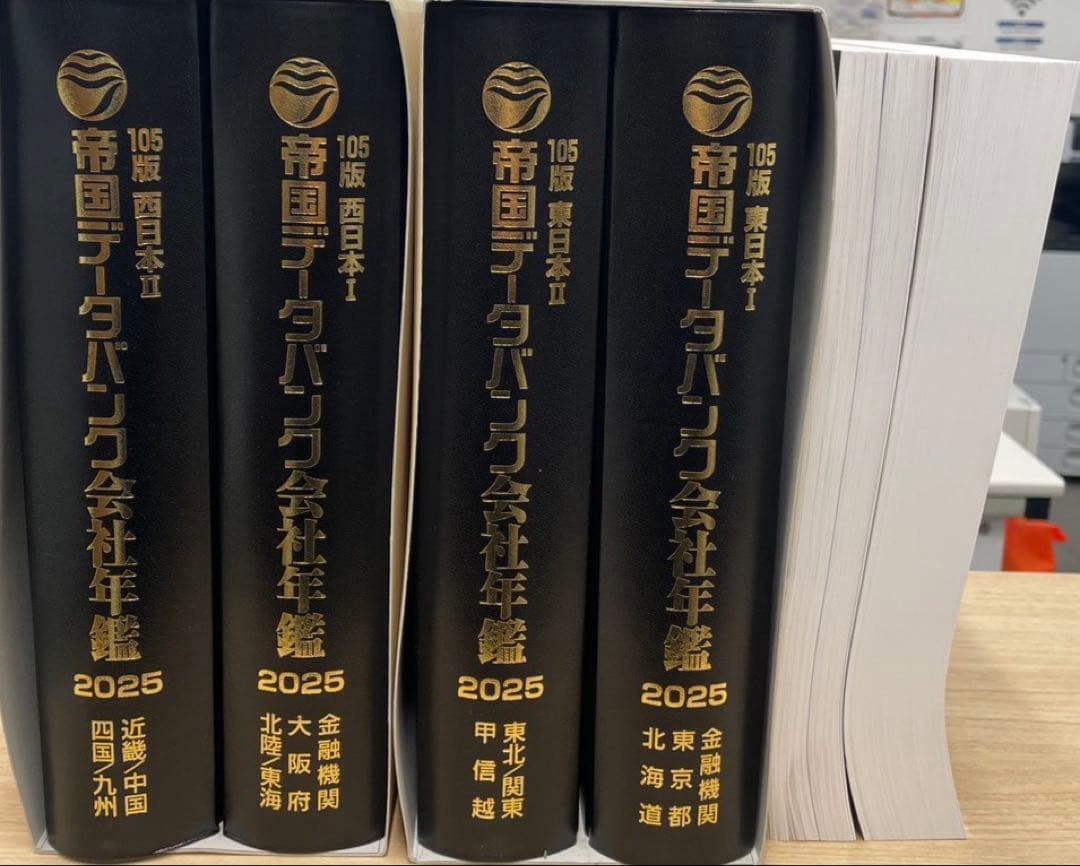 105版 西日本Ⅱ
帝国データバンク会社年鑑
2025
近畿/中国
四国/九州
105版 西日本Ⅰ
帝国データバンク会社年鑑
2025
金融機関
大阪府
北陸/東海
105版 東日本Ⅱ
帝国データバンク会社年鑑
2025
東北/関東
甲信越
105版 東日本Ⅰ
帝国データバンク会社年鑑
2025
金融機関
東京都
北海道